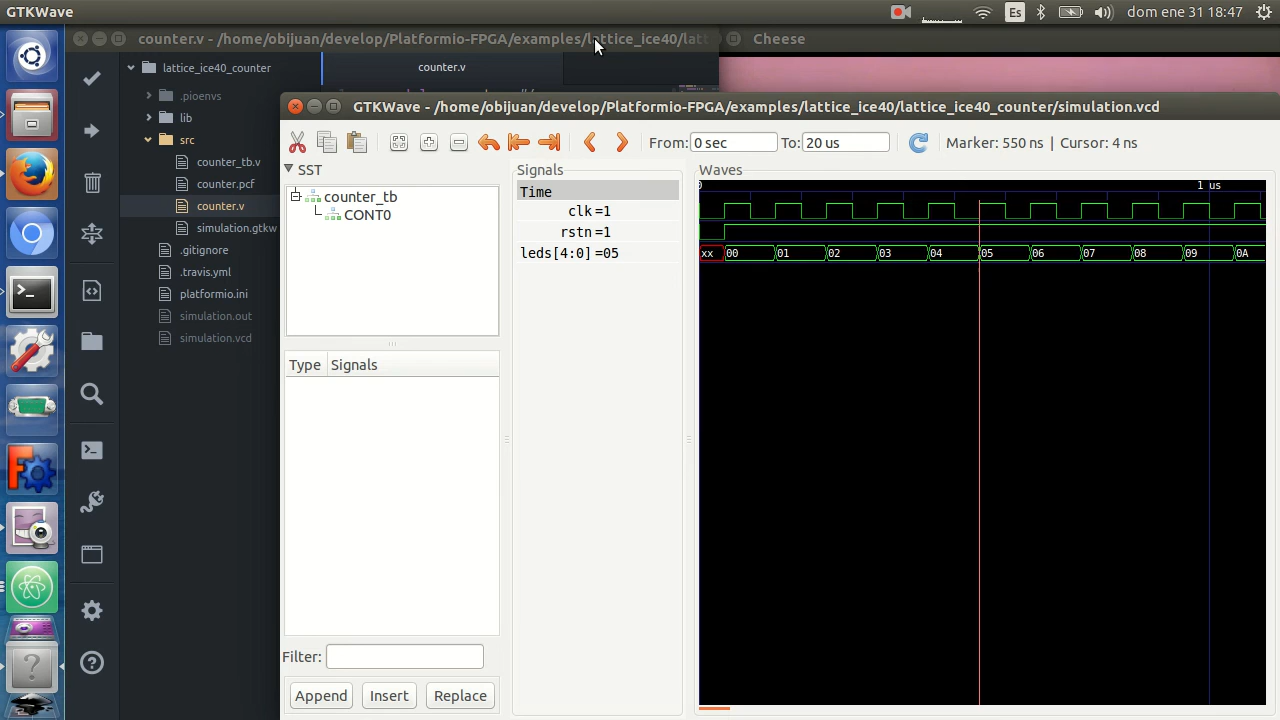 GTKWave
Es
dom ene 31 18:47
counter.v - /home/obijuan/develop/Platformio-FPGA/examples/lattice_ice40/latt
Cheese
lattice_ice40_counter
counter.v
.pioenvs
lib
src
counter_tb.v
counter.pcf
counter.v
simulation.gtkw
.gitignore
.travis.yml
platformio.ini
simulation.out
simulation.vcd
GTKWave - /home/obijuan/develop/Platformio-FPGA/examples/lattice_ice40/lattice_ice40_counter/simulation.vcd
From: 0 sec To: 20 us Marker: 550 ns | Cursor: 4 ns
SST
counter_tb
CONT0
Type Signals
Filter:
Append Insert Replace
Signals
Time
clk =1
rstn =1
leds[4:0] =05
Waves
0 1 us
xx 00 01 02 03 04 05 06 07 08 09 0A